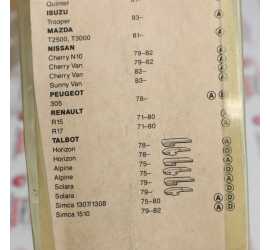 Quintet
ISUZU
Trooper 83–
MAZDA
T2500, T3000 81–
NISSAN
Cherry N10 79–82
Cherry Van 79–82
Cherry Van 83–
Sunny Van 83–
PEUGEOT
305 78– A D
RENAULT
R15 71–80
R17 71–80
TALBOT
Horizon 78–
Horizon 78–
Alpine 75–
Alpine 75–
Solara 79–
Solara 79–
Simca 1307/1308 75–80 A D
Simca 1510 79–82 A D